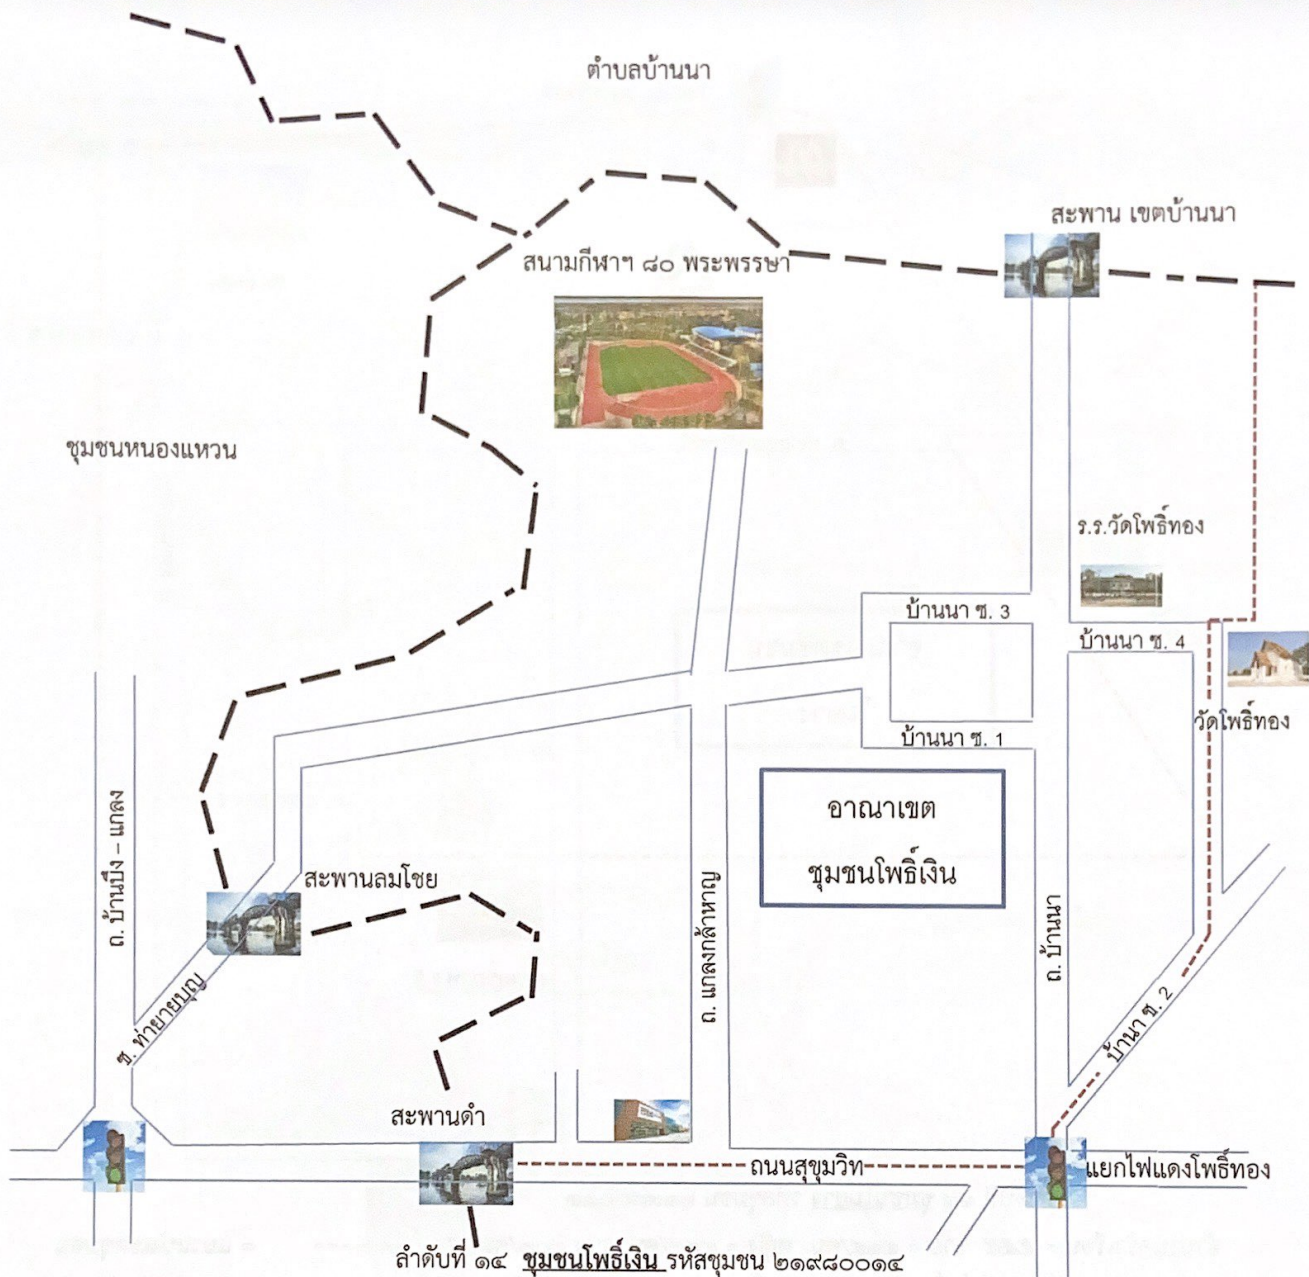 ตำบลบ้านนา
สะพาน เขตบ้านนา
สนามกีฬาฯ ๘๐ พระพรรษา
ชุมชนหนองแหวน
ร.ร.วัดโพธิ์ทอง
บ้านนา ซ. 3
บ้านนา ซ. 4
วัดโพธิ์ทอง
บ้านนา ซ. 1
อาณาเขต
ชุมชนโพธิ์เงิน
ถ. บ้านบึง – แกลง
สะพานลมโชย
ถ. แกลงกล้าหาญ
ถ. บ้านนา
ซ. ท่ายายบุญ
บ้านา ซ. 2
สะพานดำ
ถนนสุขุมวิท
แยกไฟแดงโพธิ์ทอง
ลำดับที่ ๑๔ ชุมชนโพธิ์เงิน รหัสชุมชน ๒๑๙๘๐๐๑๔